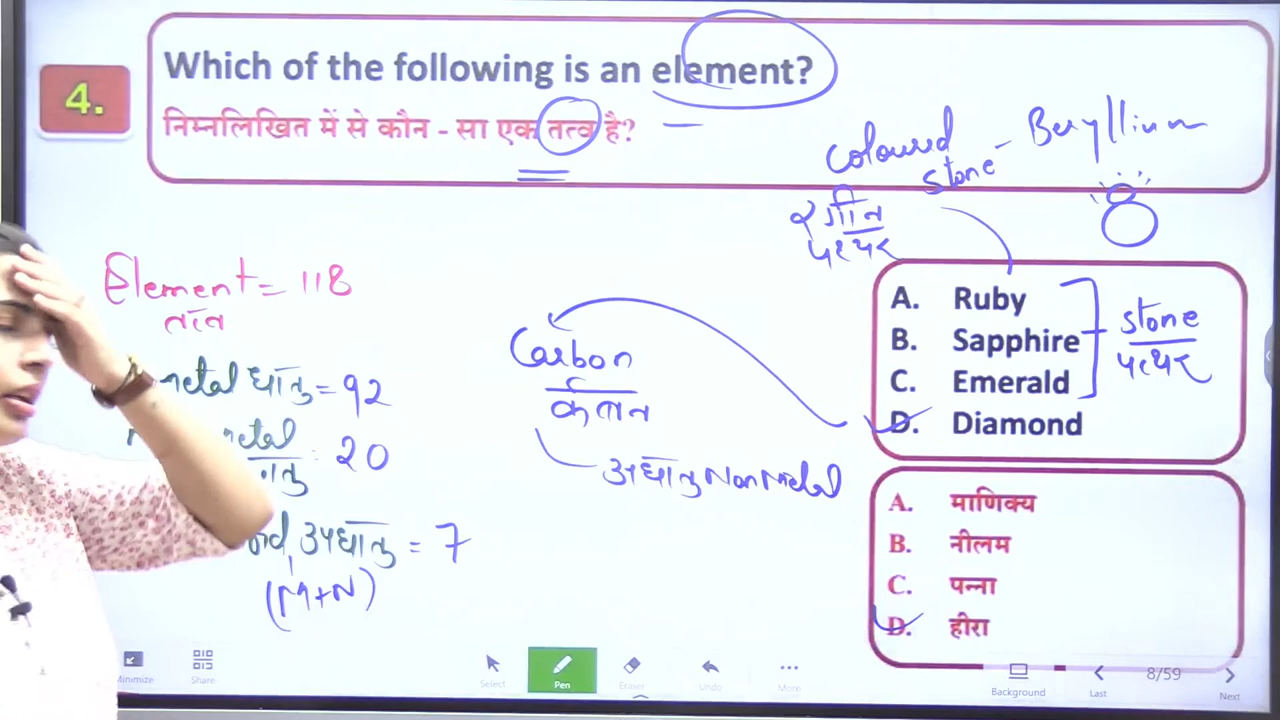 4.
Which of the following is an element?
निम्नलिखित में से कौन - सा एक तत्व है?
coloured stone - Beryllium
रंगीन
पत्थर
Element = 118
तत्व
metal धातु = 92
etal
20
उपधातु = 7
(M+N)
Carbon
अधातु Non Metal
A. Ruby
B. Sapphire
C. Emerald
D. Diamond
stone
पत्थर
A. माणिक्य
B. नीलम
C. पन्ना
D. हीरा
Minimize
Share
Select
Pen
Eraser
Undo
More
Background
Last
8/59
Next